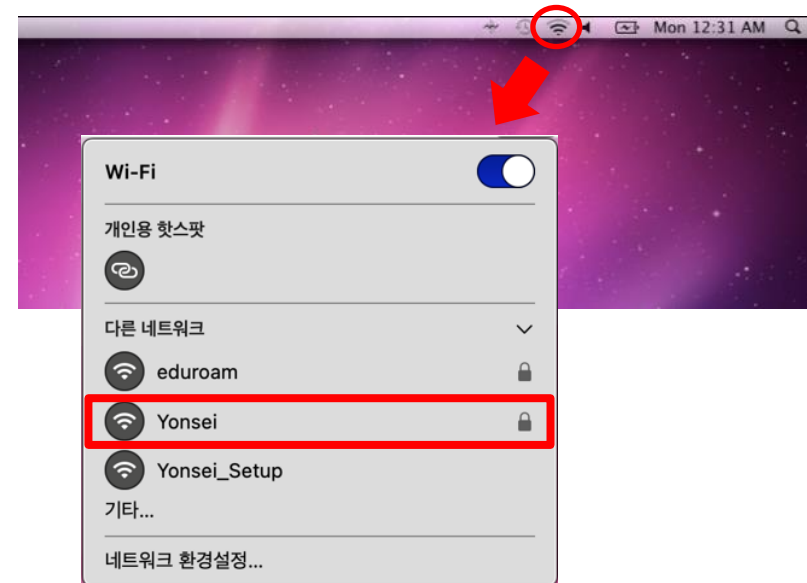 Mon 12:31 AM
Wi-Fi
개인용 핫스팟
다른 네트워크
eduroam
Yonsei
Yonsei_Setup
기타...
네트워크 환경설정...